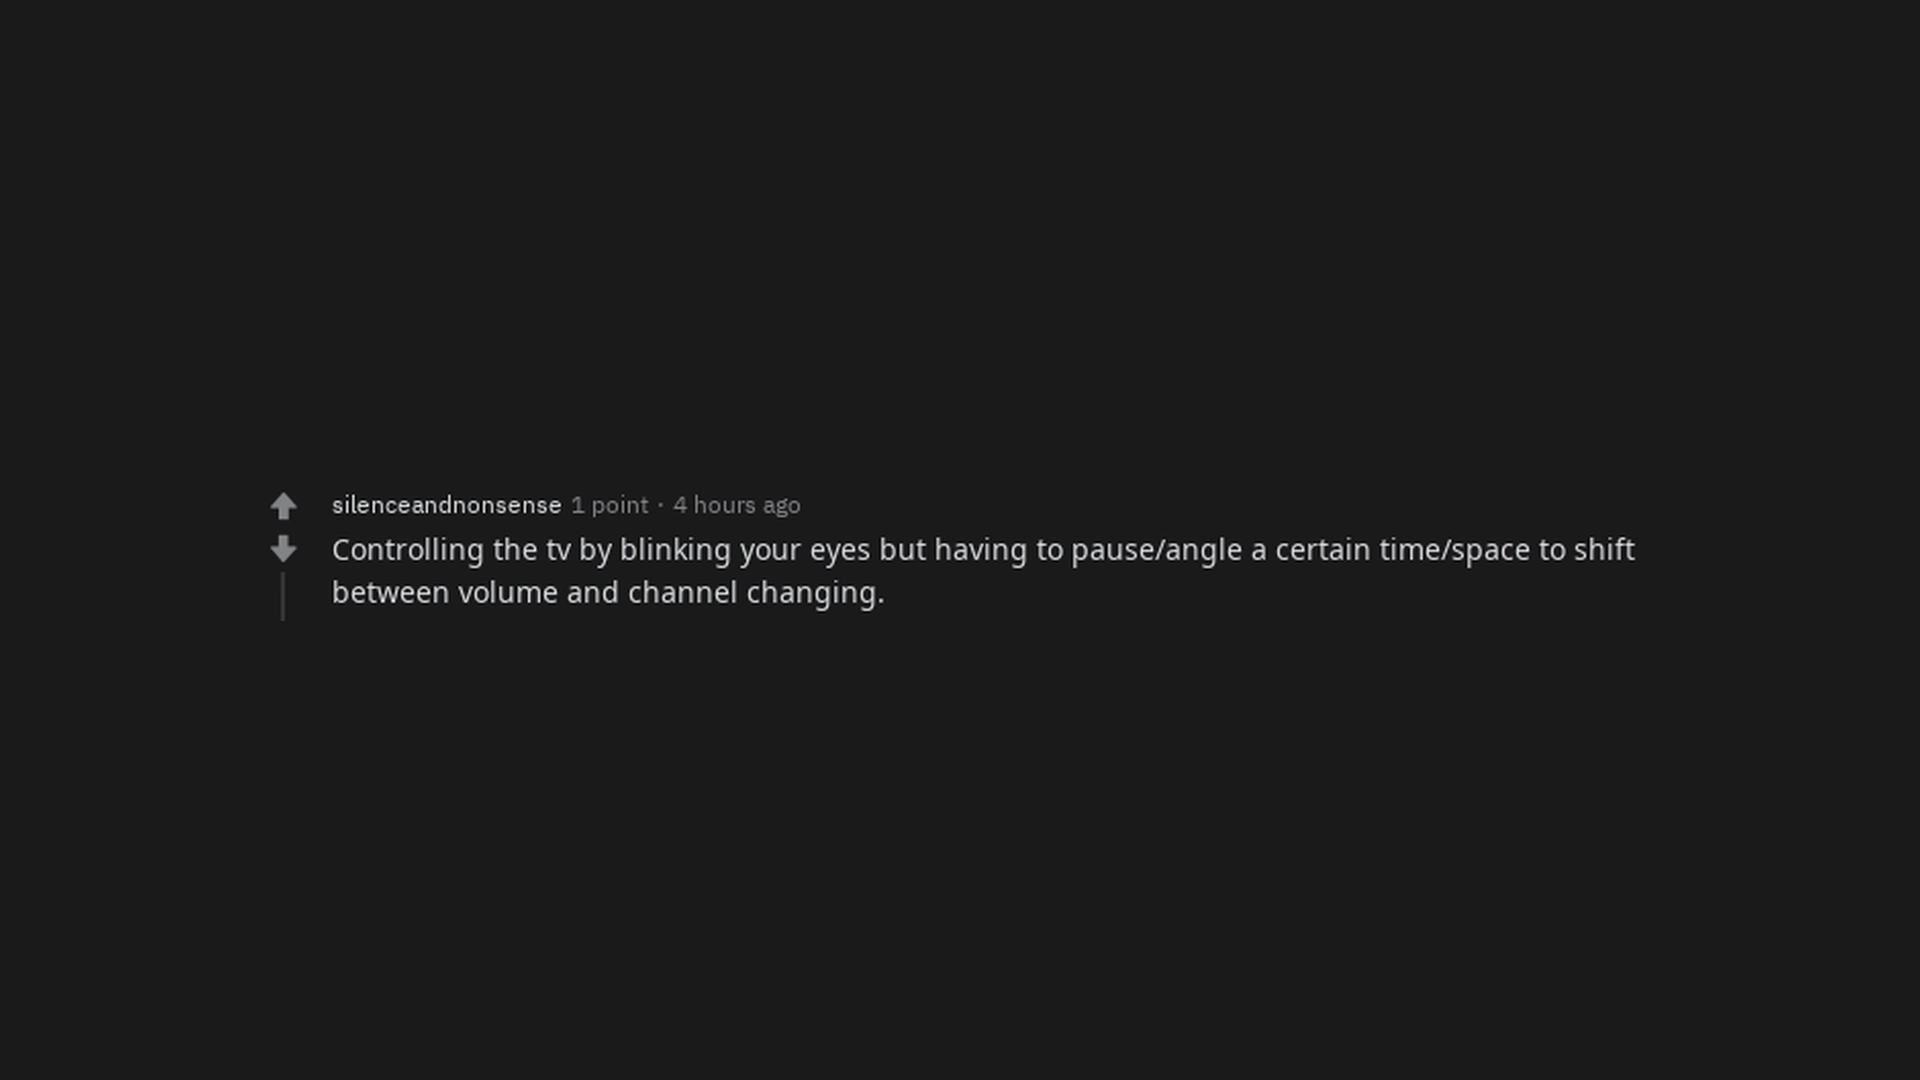 silenceandnonsense 1 point · 4 hours ago
Controlling the tv by blinking your eyes but having to pause/angle a certain time/space to shift
between volume and channel changing.